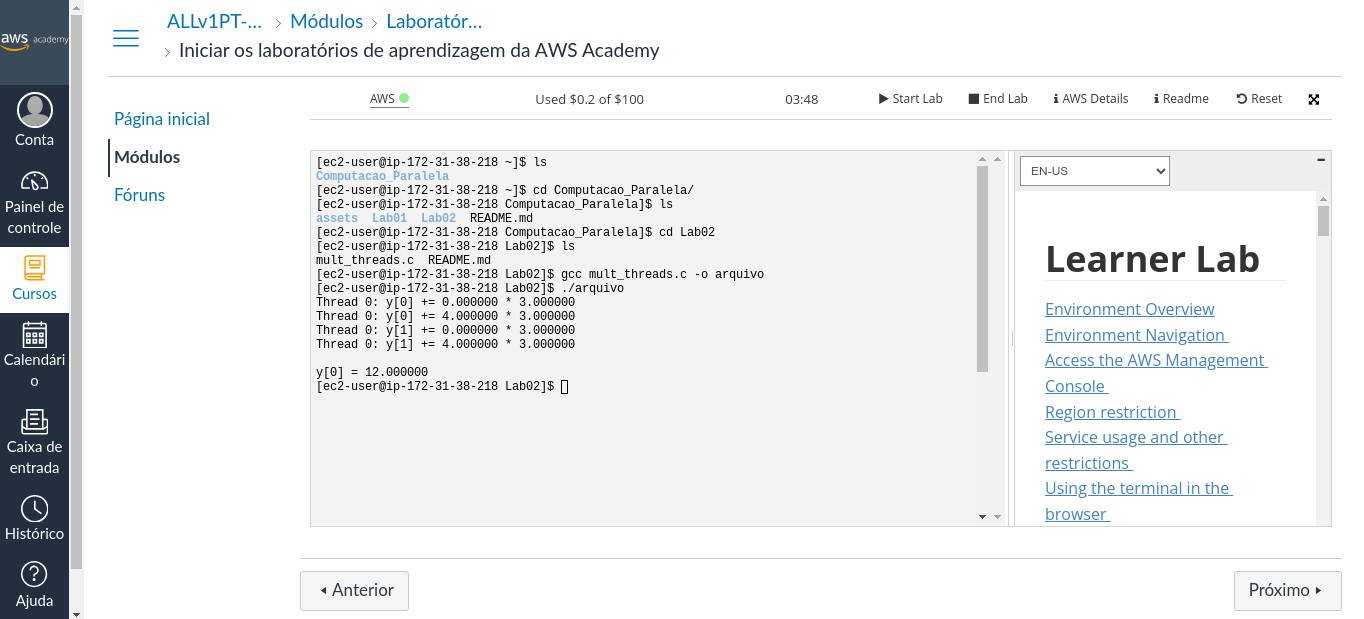 aws academy
Conta
Painel de
controle
Cursos
Calendári
o
Caixa de
entrada
Histórico
Ajuda
ALLv1PT-... > Módulos > Laboratór...
> Iniciar os laboratórios de aprendizagem da AWS Academy
Página inicial
Módulos
Fóruns
AWS Used $0.2 of $100 03:48 Start Lab End Lab AWS Details Readme Reset
[ec2-user@ip-172-31-38-218 ~]$ ls
Computacao_Paralela
[ec2-user@ip-172-31-38-218 ~]$ cd Computacao_Paralela/
[ec2-user@ip-172-31-38-218 Computacao_Paralela]$ ls
assets Lab01 Lab02 README.md
[ec2-user@ip-172-31-38-218 Computacao_Paralela]$ cd Lab02
[ec2-user@ip-172-31-38-218 Lab02]$ ls
mult_threads.c README.md
[ec2-user@ip-172-31-38-218 Lab02]$ gcc mult_threads.c -o arquivo
[ec2-user@ip-172-31-38-218 Lab02]$ ./arquivo
Thread 0: y[0] += 0.000000 * 3.000000
Thread 0: y[0] += 4.000000 * 3.000000
Thread 0: y[1] += 0.000000 * 3.000000
Thread 0: y[1] += 4.000000 * 3.000000
y[0] = 12.000000
[ec2-user@ip-172-31-38-218 Lab02]$
EN-US
Learner Lab
Environment Overview
Environment Navigation
Access the AWS Management
Console
Region restriction
Service usage and other
restrictions
Using the terminal in the
browser
Anterior
Próximo